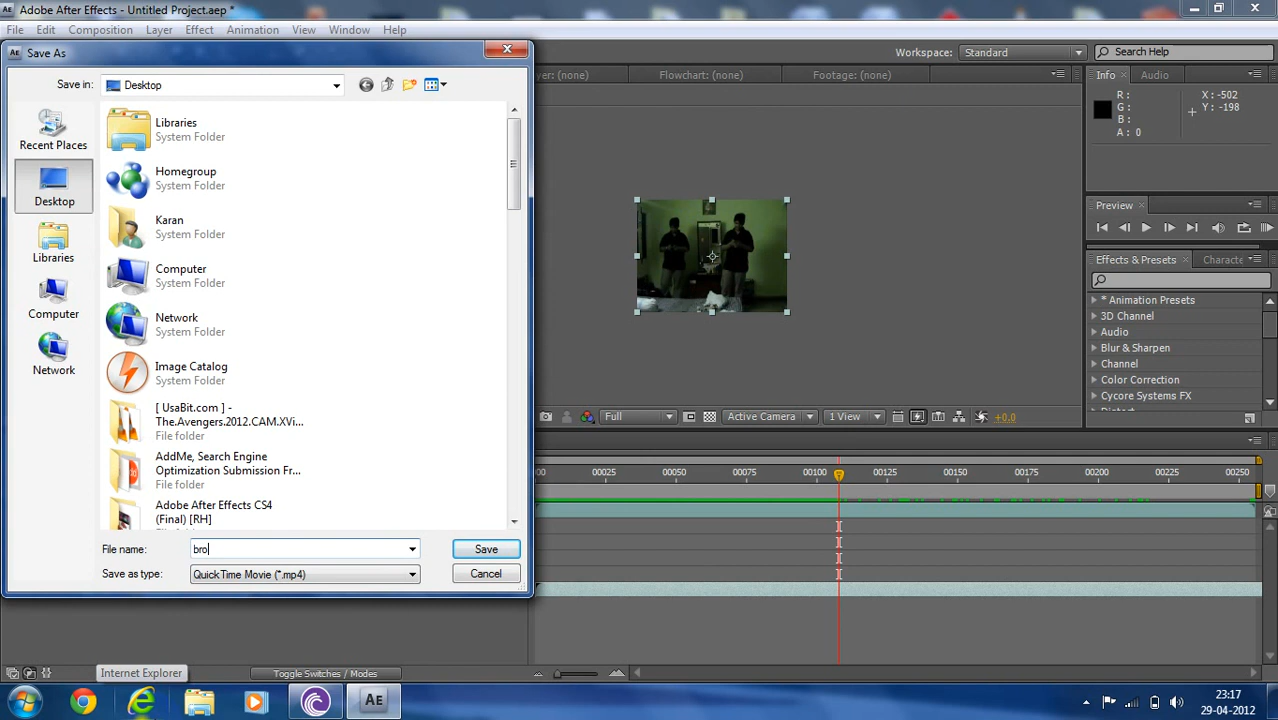 Adobe After Effects - Untitled Project.aep *
File Edit Composition Layer Effect Animation View Window Help
Save As
Workspace: Standard Search Help
Save in: Desktop
yer: (none) Flowchart: (none) Footage: (none)
Info Audio
R : X : -502
G : Y : -198
B :
A : 0
Recent Places
Desktop
Libraries
Computer
Network
Libraries
System Folder
Homegroup
System Folder
Karan
System Folder
Computer
System Folder
Network
System Folder
Image Catalog
System Folder
[ UsaBit.com ] -
The.Avengers.2012.CAM.XVi...
File folder
AddMe, Search Engine
Optimization Submission Fr...
File folder
Adobe After Effects CS4
(Final) [RH]
File name: bro Save
Save as type: QuickTime Movie (*.mp4) Cancel
Preview
Effects & Presets Characte
* Animation Presets
3D Channel
Audio
Blur & Sharpen
Channel
Color Correction
Cycore Systems FX
Full Active Camera 1 View +0.0
00 00025 00050 00075 00100 00125 00150 00175 00200 00225 00250
Internet Explorer
Toggle Switches / Modes
AE
23:17
29-04-2012